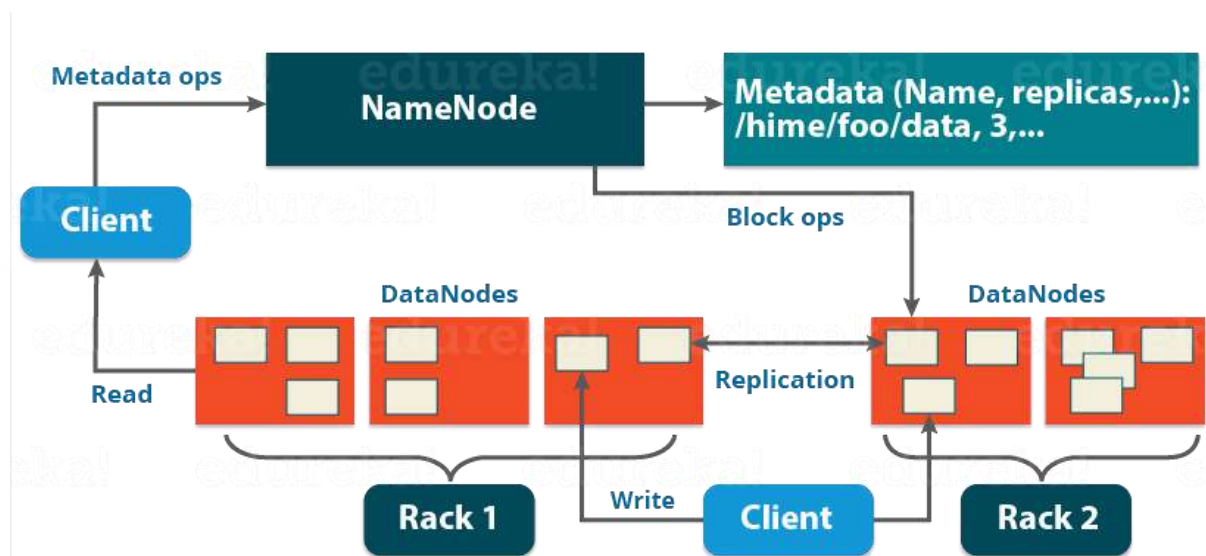 Metadata ops
NameNode
Metadata (Name, replicas,...):
/hime/foo/data, 3,...
Client
Block ops
DataNodes
DataNodes
Read
Replication
Rack 1
Write
Client
Rack 2
edureka!